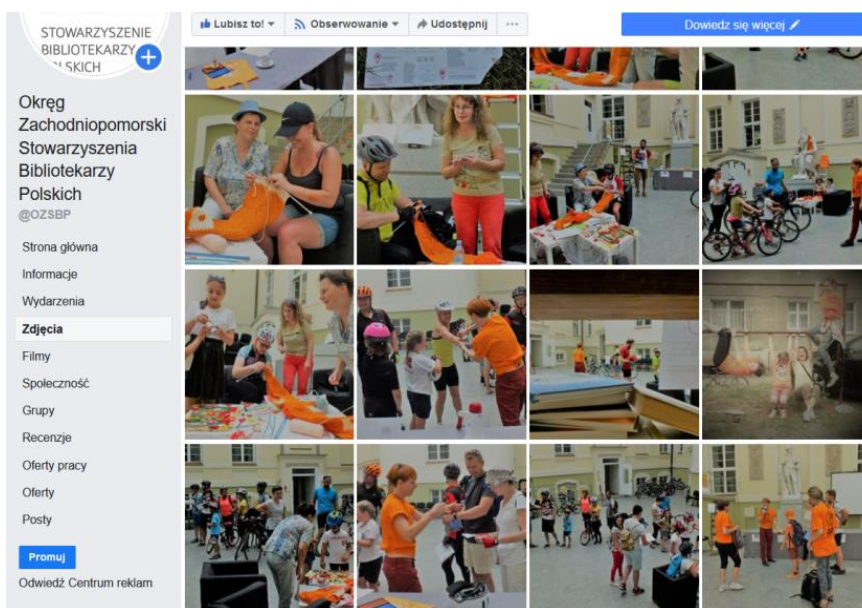 STOWARZYSZENIE
BIBLIOTEKARZY
LSKICH
Okręg
Zachodniopomorski
Stowarzyszenia
Bibliotekarzy
Polskich
@OZSBP
Strona główna
Informacje
Wydarzenia
Zdjęcia
Filmy
Społeczność
Grupy
Recenzje
Oferty pracy
Oferty
Posty
Promuj
Odwiedź Centrum reklam
Lubisz to! Obserwowanie Udostępnij ...
Dowiedz się więcej